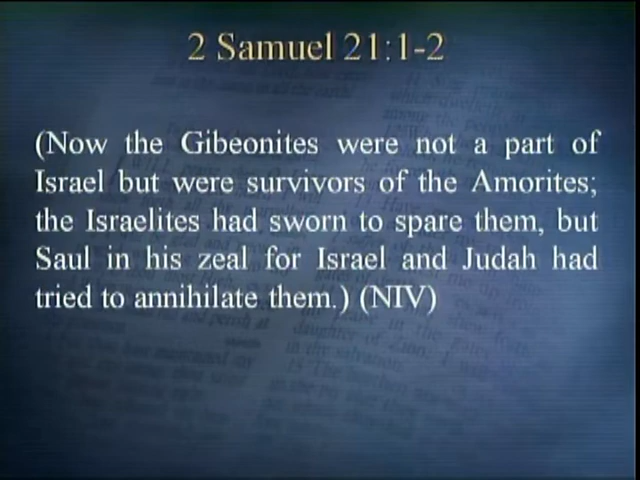 2 Samuel 21:1-2
(Now the Gibeonites were not a part of
Israel but were survivors of the Amorites;
the Israelites had sworn to spare them, but
Saul in his zeal for Israel and Judah had
tried to annihilate them.) (NIV)